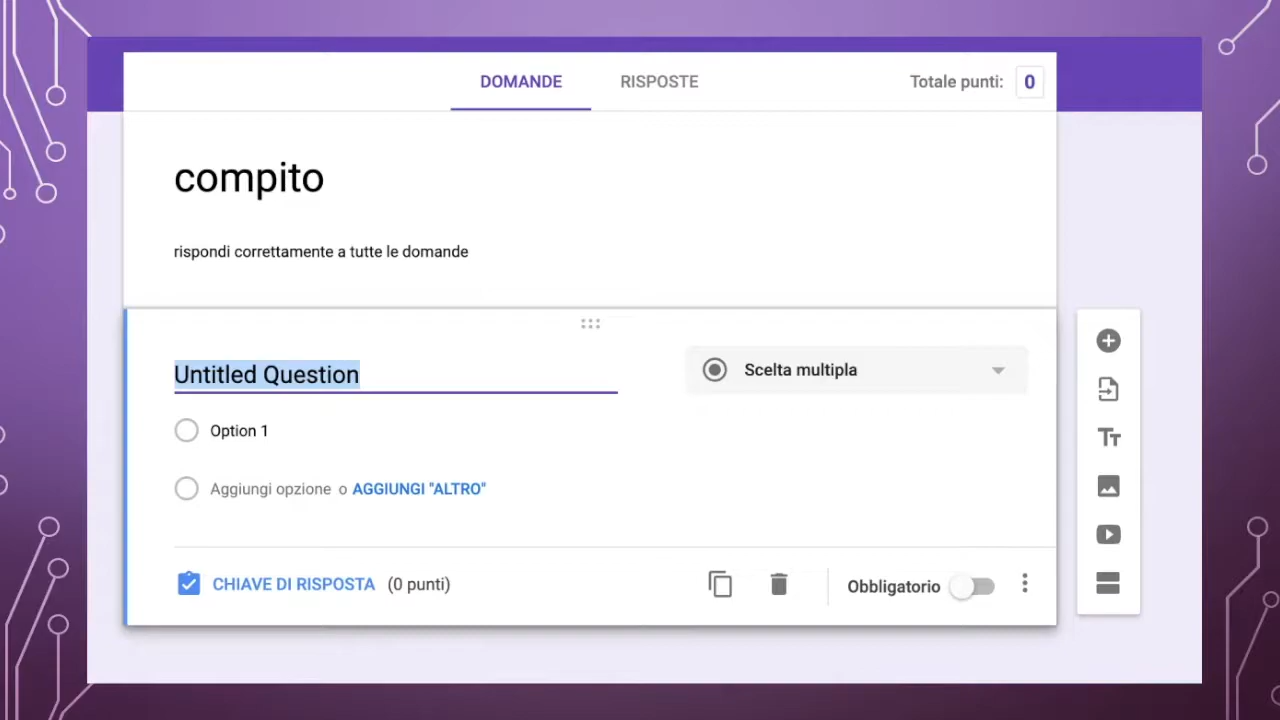 DOMANDE RISPOSTE Totale punti: 0
compito
rispondi correttamente a tutte le domande
Untitled Question Scelta multipla
Option 1
Aggiungi opzione o AGGIUNGI "ALTRO"
CHIAVE DI RISPOSTA (0 punti) Obbligatorio